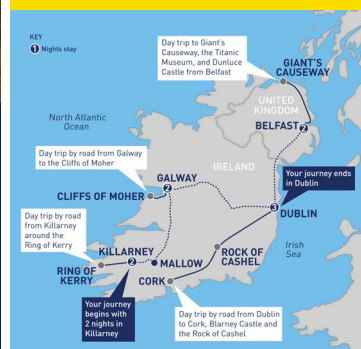 KEY
1 Nights stay
Day trip to Giant's
Causeway, the Titanic
Museum, and Dunluce
Castle from Belfast
GIANT'S
CAUSEWAY
UNITED
KINGDOM
BELFAST 2
North Atlantic
Ocean
IRELAND
Day trip by road from Galway
to the Cliffs of Moher
GALWAY
2
CLIFFS OF MOHER
Your journey ends
in Dublin
3
DUBLIN
Day trip by road
from Killarney
around the
Ring of Kerry
KILLARNEY
2
MALLOW
ROCK OF
CASHEL
Irish
Sea
RING OF
KERRY
CORK
Your journey
begins with
2 nights in
Killarney
Day trip by road from Dublin
to Cork, Blarney Castle and
the Rock of Cashel